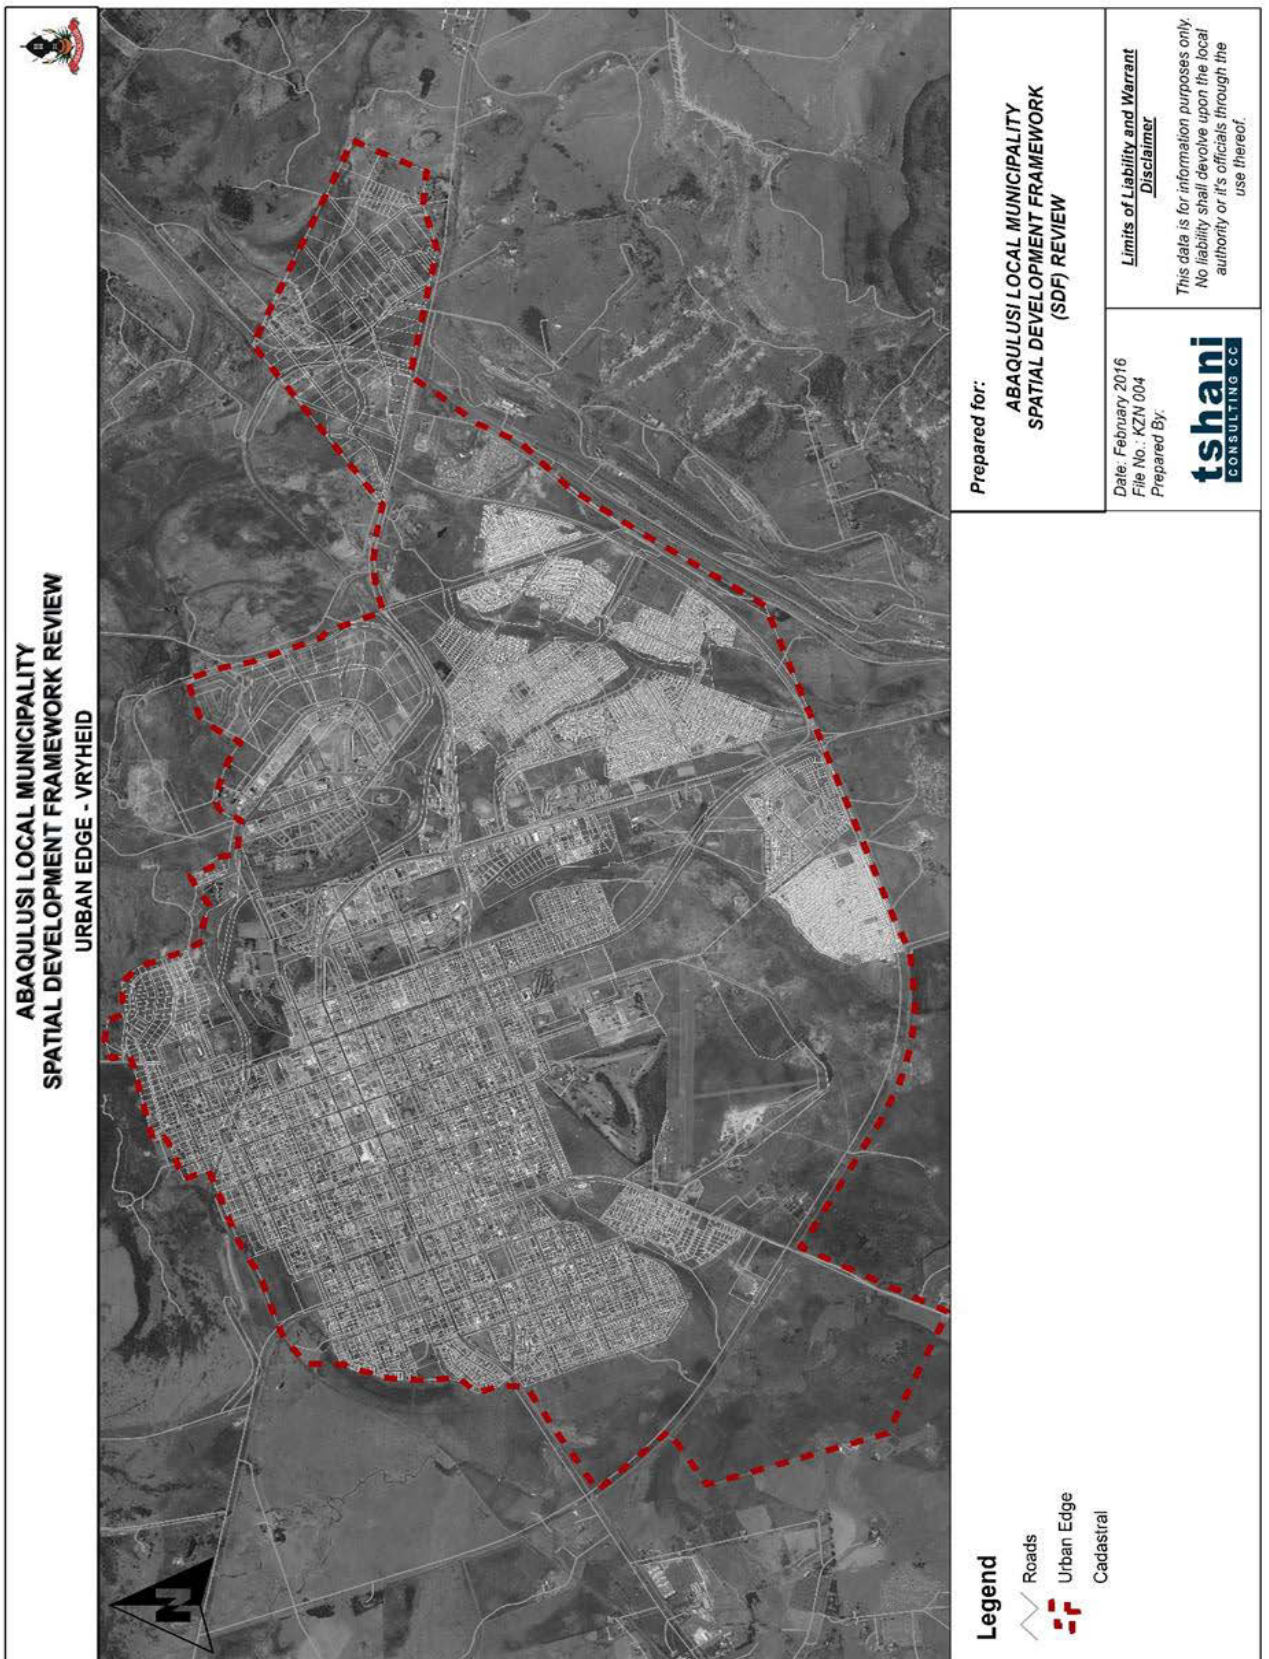 ABAQULUSI LOCAL MUNICIPALITY
SPATIAL DEVELOPMENT FRAMEWORK REVIEW
URBAN EDGE - VRYHEID
N
Legend
Roads
Urban Edge
Cadastral
Prepared for:
ABAQULUSI LOCAL MUNICIPALITY
SPATIAL DEVELOPMENT FRAMEWORK
(SDF) REVIEW
Date: February 2016
File No.: KZN 004
Prepared By:
tshani
CONSULTING CC
Limits of Liability and Warrant
Disclaimer
This data is for information purposes only.
No liability shall devolve upon the local
authority or it's officials through the
use thereof.